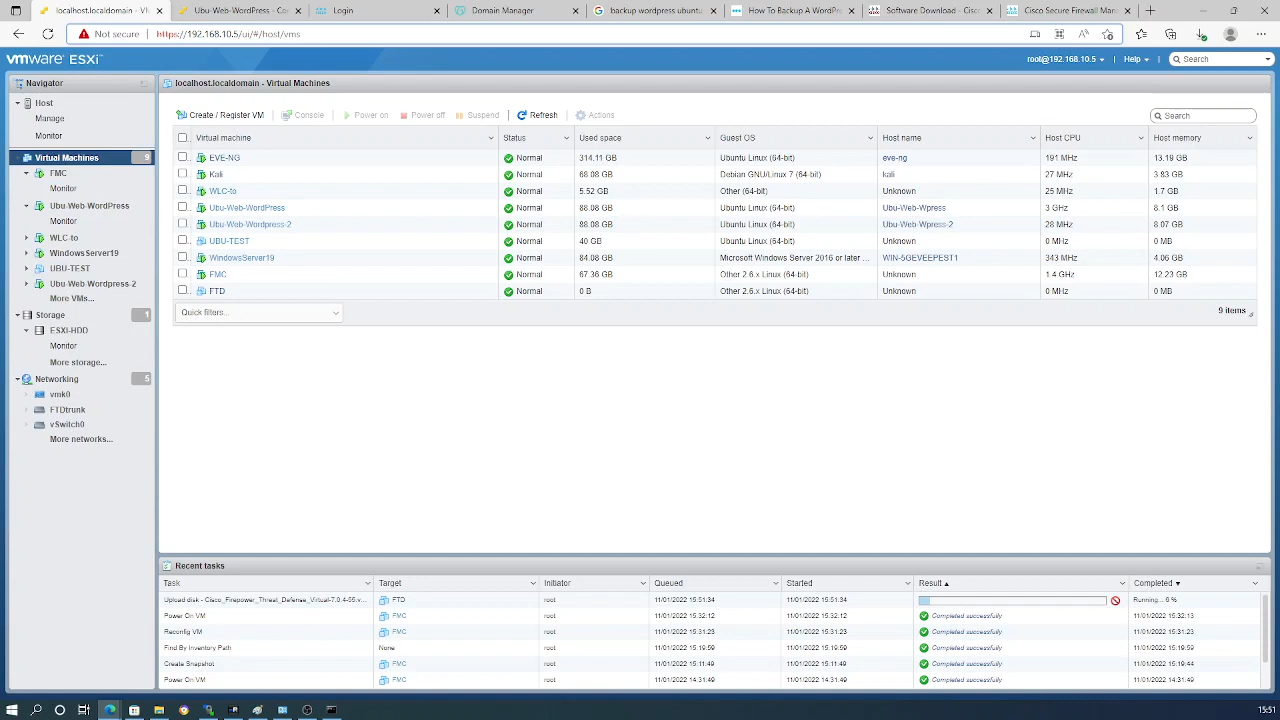 localhost.localdomain - VM
Ubu-Web-WordPress - Co
Login
Domain Manager
backup wordpress ubuntu
How To Backup A WordPr
Software Download - Cisc
Cisco Secure Firewall Man
Not secure
https://192.168.10.5/ui/#/host/vms
vmware ESXi
root@192.168.10.5
Help
Search
Navigator
Host
Manage
Monitor
Virtual Machines 9
FMC
Monitor
Ubu-Web-WordPress
Monitor
WLC-to
WindowsServer19
UBU-TEST
Ubu-Web-Wordpress-2
More VMs...
Storage 1
ESXI-HDD
Monitor
More storage...
Networking 5
vmk0
FTDtrunk
vSwitch0
More networks...
localhost.localdomain - Virtual Machines
Create / Register VM | Console | Power on Power off Suspend | Refresh | Actions
Search
Virtual machine Status Used space Guest OS Host name Host CPU Host memory
EVE-NG Normal 314.11 GB Ubuntu Linux (64-bit) eve-ng 191 MHz 13.19 GB
Kali Normal 68.08 GB Debian GNU/Linux 7 (64-bit) kali 27 MHz 3.83 GB
WLC-to Normal 5.52 GB Other (64-bit) Unknown 25 MHz 1.7 GB
Ubu-Web-WordPress Normal 88.08 GB Ubuntu Linux (64-bit) Ubu-Web-Wpress 3 GHz 8.1 GB
Ubu-Web-Wordpress-2 Normal 88.08 GB Ubuntu Linux (64-bit) Ubu-Web-Wpress-2 28 MHz 8.07 GB
UBU-TEST Normal 40 GB Ubuntu Linux (64-bit) Unknown 0 MHz 0 MB
WindowsServer19 Normal 84.08 GB Microsoft Windows Server 2016 or later ... WIN-5GEVEEPEST1 343 MHz 4.06 GB
FMC Normal 67.36 GB Other 2.6.x Linux (64-bit) Unknown 1.4 GHz 12.23 GB
FTD Normal 0 B Other 2.6.x Linux (64-bit) Unknown 0 MHz 0 MB
Quick filters...
9 items
Recent tasks
Task Target Initiator Queued Started Result Completed
Upload disk - Cisco_Firepower_Threat_Defense_Virtual-7.0.4-55.v... FTD root 11/01/2022 15:51:34 11/01/2022 15:51:34 Running... 6 %
Power On VM FMC root 11/01/2022 15:32:12 11/01/2022 15:32:12 Completed successfully 11/01/2022 15:32:13
Reconfig VM FMC root 11/01/2022 15:31:23 11/01/2022 15:31:23 Completed successfully 11/01/2022 15:31:23
Find By Inventory Path None root 11/01/2022 15:19:59 11/01/2022 15:19:59 Completed successfully 11/01/2022 15:19:59
Create Snapshot FMC root 11/01/2022 15:11:49 11/01/2022 15:11:49 Completed successfully 11/01/2022 15:19:44
Power On VM FMC root 11/01/2022 14:31:49 11/01/2022 14:31:49 Completed successfully 11/01/2022 14:31:49
15:51